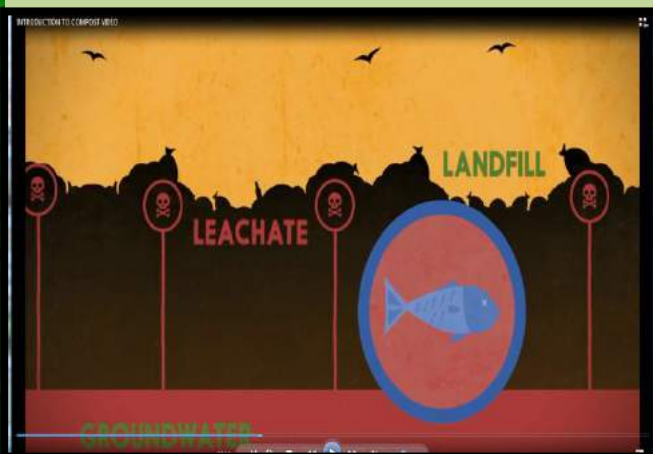 INTRODUCTION TO COMPOST VIDEO
LANDFILL
LEACHATE
GROUNDWATER